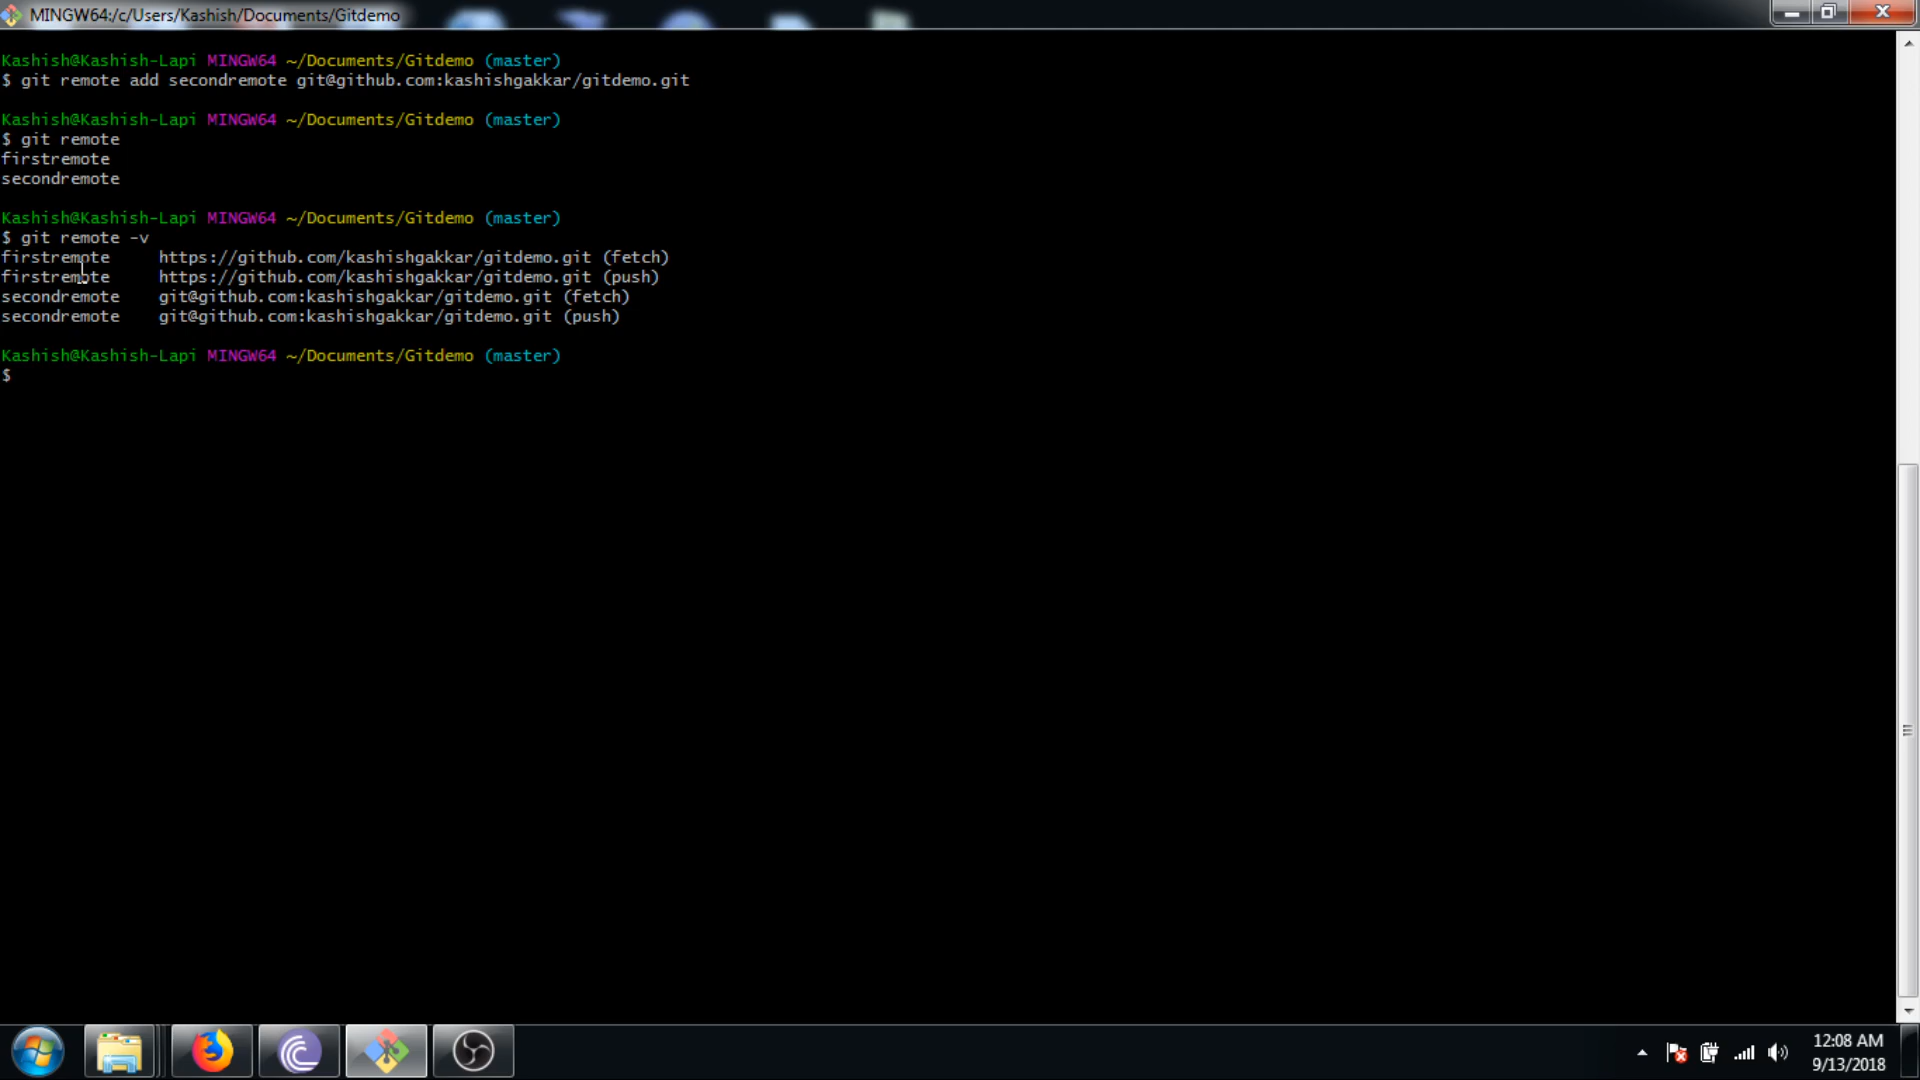 MINGW64:/c/Users/Kashish/Documents/Gitdemo
Kashish@Kashish-Lapi MINGW64 ~/Documents/Gitdemo (master)
$ git remote add secondremote git@github.com:kashishgakkar/gitdemo.git
Kashish@Kashish-Lapi MINGW64 ~/Documents/Gitdemo (master)
$ git remote
firstremote
secondremote
Kashish@Kashish-Lapi MINGW64 ~/Documents/Gitdemo (master)
$ git remote -v
firstremote https://github.com/kashishgakkar/gitdemo.git (fetch)
firstremote https://github.com/kashishgakkar/gitdemo.git (push)
secondremote git@github.com:kashishgakkar/gitdemo.git (fetch)
secondremote git@github.com:kashishgakkar/gitdemo.git (push)
Kashish@Kashish-Lapi MINGW64 ~/Documents/Gitdemo (master)
$
12:08 AM
9/13/2018